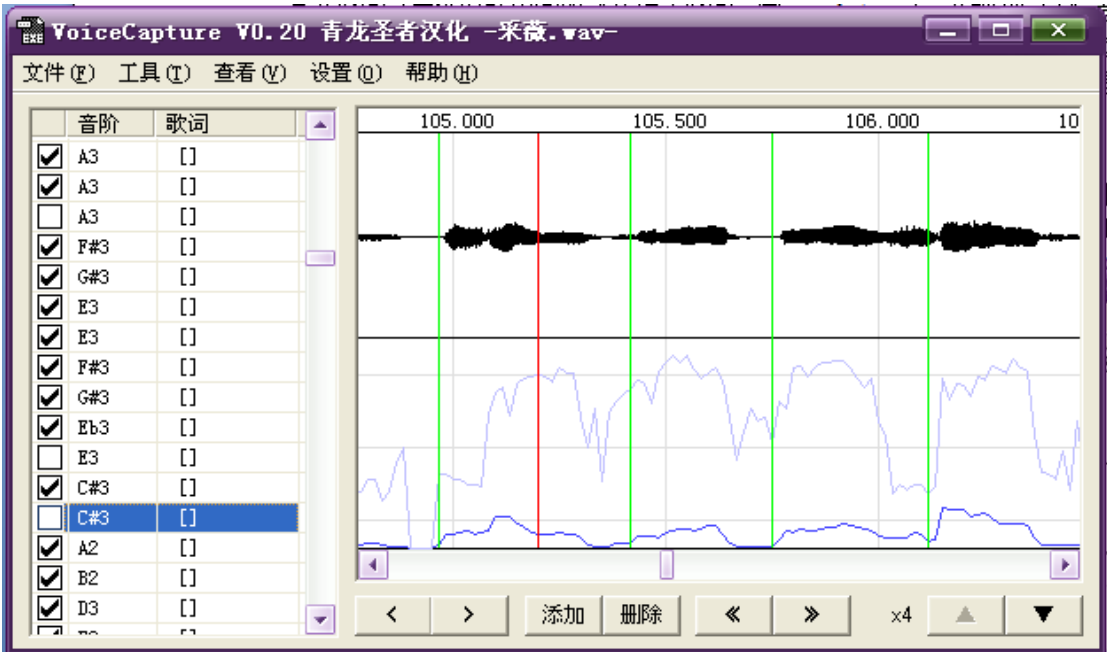 VoiceCapture V0.20 青龙圣者汉化 -采薇.wav-
文件(F) 工具(T) 查看(V) 设置(O) 帮助(H)
音阶 歌词
A3 []
A3 []
A3 []
F#3 []
G#3 []
E3 []
E3 []
F#3 []
G#3 []
Eb3 []
E3 []
C#3 []
C#3 []
A2 []
B2 []
D3 []
105.000 105.500 106.000 10
< > 添加 删除 « » x4 ▲ ▼